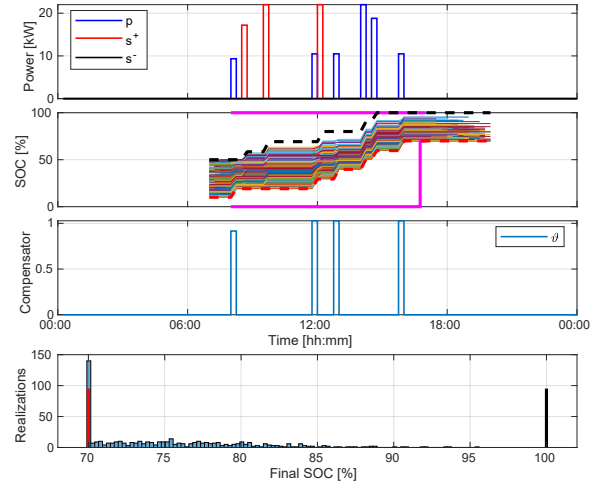 20
10
0
Power [kW]
p
s+
s-
100
50
0
SOC [%]
1
0.5
0
Compensator
ϑ
00:00 06:00 12:00 18:00 00:00
Time [hh:mm]
150
100
50
0
Realizations
70 75 80 85 90 95 100
Final SOC [%]